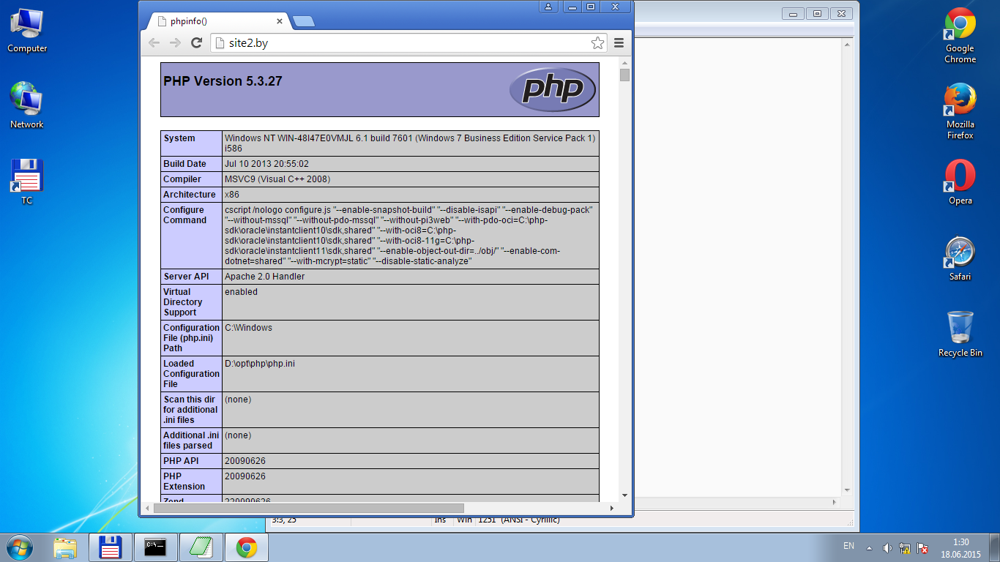 Computer
Network
TC
phpinfo()
site2.by
PHP Version 5.3.27
php
System
Windows NT WIN-48I47E0VMJL 6.1 build 7601 (Windows 7 Business Edition Service Pack 1)
i586
Build Date
Jul 10 2013 20:55:02
Compiler
MSVC9 (Visual C++ 2008)
Architecture
x86
Configure
Command
cscript /nologo configure.js "--enable-snapshot-build" "--disable-isapi" "--enable-debug-pack"
"--without-mssql" "--without-pdo-mssql" "--without-pi3web" "--with-pdo-oci=C:\php-
sdk\oracle\instantclient10\sdk,shared" "--with-oci8=C:\php-
sdk\oracle\instantclient10\sdk,shared" "--with-oci8-11g=C:\php-
sdk\oracle\instantclient11\sdk,shared" "--enable-object-out-dir=../obj/" "--enable-com-
dotnet=shared" "--with-mcrypt=static" "--disable-static-analyze"
Server API
Apache 2.0 Handler
Virtual
Directory
Support
enabled
Configuration
File (php.ini)
Path
C:\Windows
Loaded
Configuration
File
D:\opt\php\php.ini
Scan this dir
for additional
.ini files
(none)
Additional .ini
files parsed
(none)
PHP API
20090626
PHP
Extension
20090626
Zend
220090626
3:3, 25
Ins
Win
1251 (ANSI - Cyrillic)
Google
Chrome
Mozilla
Firefox
Opera
Safari
Recycle Bin
C:\
EN
1:30
18.06.2015